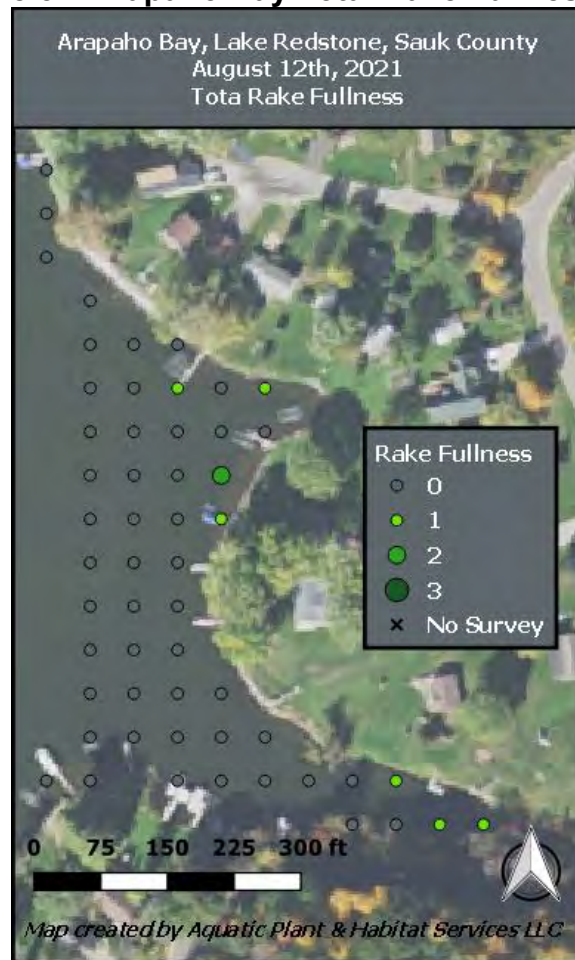 Arapaho Bay, Lake Redstone, Sauk County
August 12th, 2021
Tota Rake Fullness
Rake Fullness
0
1
2
3
No Survey
0 75 150 225 300 ft
Map created by Aquatic Plant & Habitat Services LLC